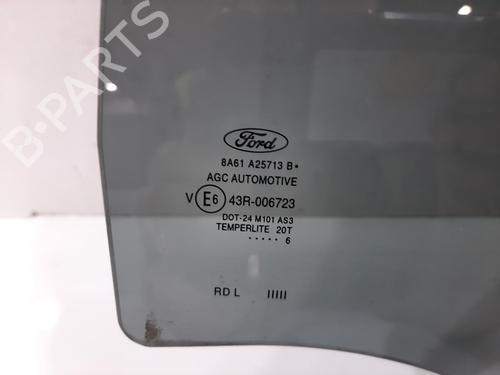 B-PARTS
Ford
8A61 A25713 B•
AGC AUTOMOTIVE
V E6 43R-006723
DOT-24 M101 AS3
TEMPERLITE 20T
····· 6
RD L IIIII